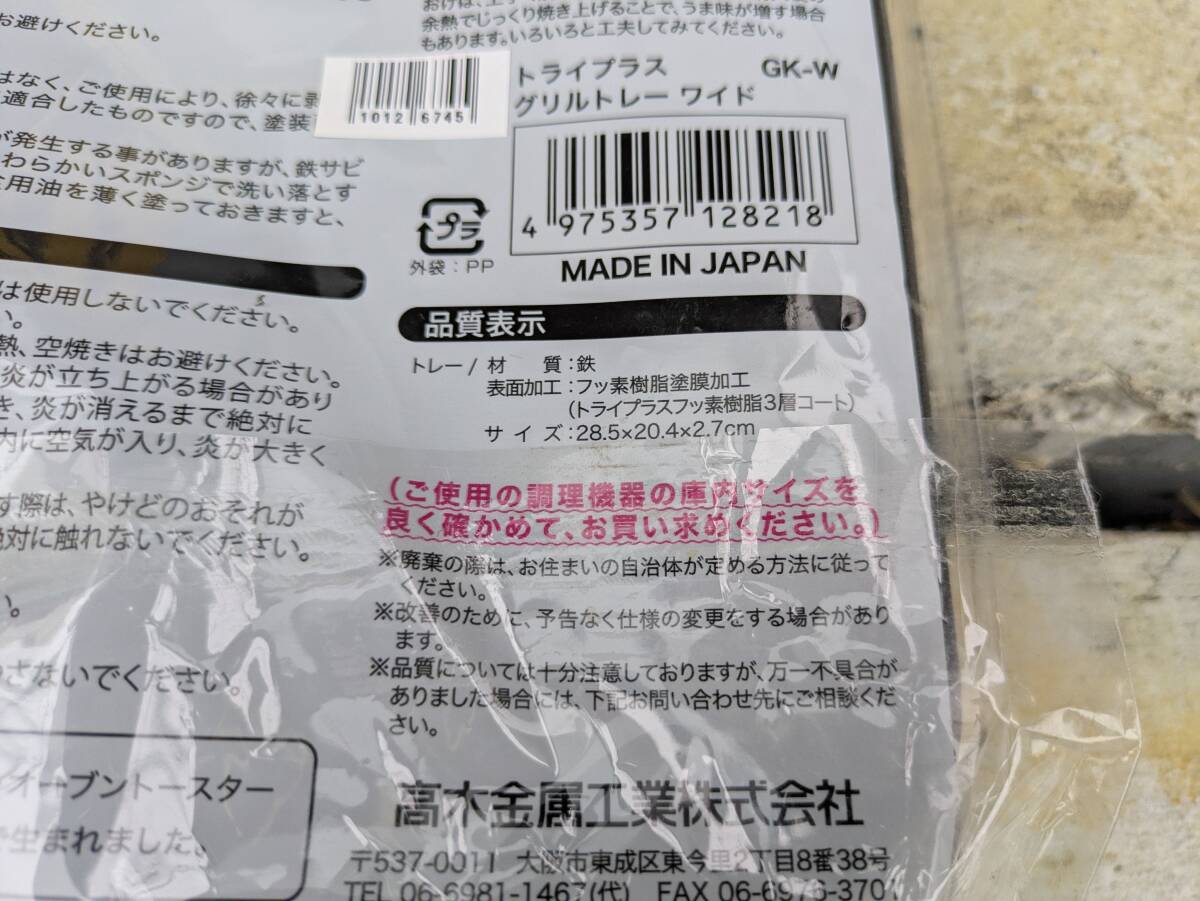 お避けください。
はなく、ご使用により、徐々に剥
適合したものですので、塗装
が発生する事がありますが、鉄サビ
わらかいスポンジで洗い落とす
用油を薄く塗っておきますと、
は使用しないでください。
い。
熱、空焼きはお避けください。
炎が立ち上がる場合があり
き、炎が消えるまで絶対に
内に空気が入り、炎が大きく
す際は、やけどのおそれが
絶対に触れないでください。
い。
さないでください。
オーブントースター
生まれました。
おけば、
余熱でじっくり焼き上げることで、うま味が増す場合
もあります。いろいろと工夫してみてください。
1012 6745
トライプラス GK-W
グリルトレー ワイド
4 975357 128218
プラ
外袋：PP
MADE IN JAPAN
品質表示
トレー/ 材 質：鉄
表面加工：フッ素樹脂塗膜加工
（トライプラスフッ素樹脂3層コート）
サ イ ズ：28.5×20.4×2.7cm
（ご使用の調理機器の庫内サイズを
良く確かめて、お買い求めください。）
※廃棄の際は、お住まいの自治体が定める方法に従って
ください。
※改善のために、予告なく仕様の変更をする場合があり
ます。
※品質については十分注意しておりますが、万一不具合が
ありました場合には、下記お問い合わせ先にご相談くだ
さい。
高木金属工業株式会社
〒537-0011 大阪市東成区東今里2丁目8番38号
TEL 06-6981-1467(代) FAX 06-6976-3701